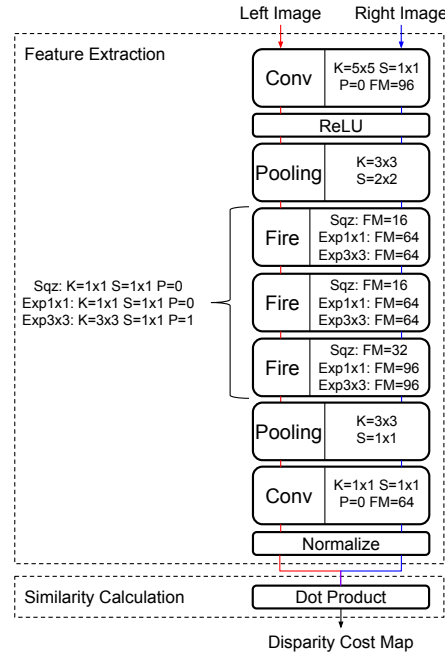 Left Image
Right Image
Feature Extraction
Conv
K=5x5 S=1x1
P=0 FM=96
ReLU
Pooling
K=3x3
S=2x2
Fire
Sqz: FM=16
Exp1x1: FM=64
Exp3x3: FM=64
Sqz: K=1x1 S=1x1 P=0
Exp1x1: K=1x1 S=1x1 P=0
Exp3x3: K=3x3 S=1x1 P=1
Fire
Sqz: FM=16
Exp1x1: FM=64
Exp3x3: FM=64
Fire
Sqz: FM=32
Exp1x1: FM=96
Exp3x3: FM=96
Pooling
K=3x3
S=1x1
Conv
K=1x1 S=1x1
P=0 FM=64
Normalize
Similarity Calculation
Dot Product
Disparity Cost Map